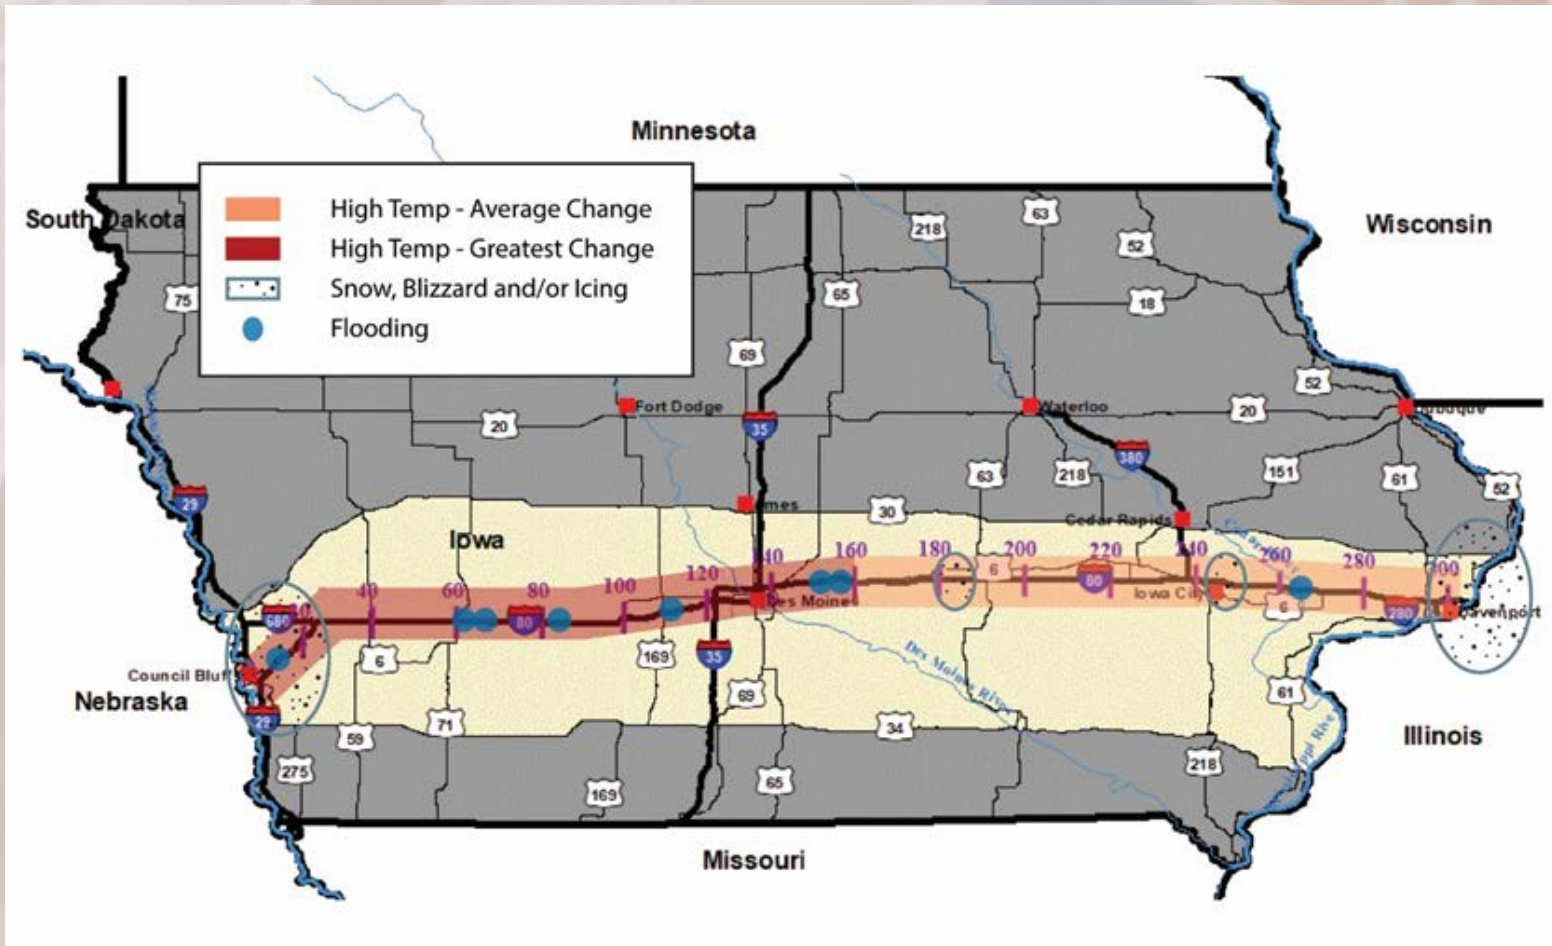 Minnesota
South Dakota
Wisconsin
High Temp - Average Change
High Temp - Greatest Change
Snow, Blizzard and/or Icing
Flooding
218
63
52
75
65
18
69
52
Fort Dodge
Waterloo
20
35
20
380
63
218
151
61
52
29
30
Cedar Rapids
Iowa
40
60
80
100
120
140
160
180
200
220
240
260
280
300
680
80
6
80
Iowa City
6
280
Davenport
Des Moines
6
169
35
Des Moines River
Council Bluff
Nebraska
29
69
61
59
71
34
Illinois
275
169
65
218
Missouri